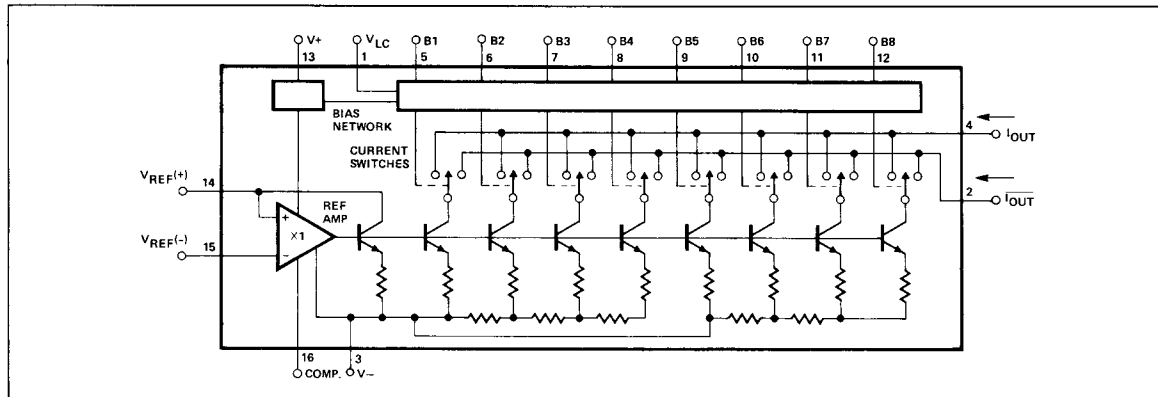 V+ VLC B1 B2 B3 B4 B5 B6 B7 B8
13 1 5 6 7 8 9 10 11 12
BIAS
NETWORK
4 IOUT
CURRENT
SWITCHES
VREF(+) 14
2 IOUT
REF
AMP
+
X1
VREF(-) 15
−
16 3
COMP. V−